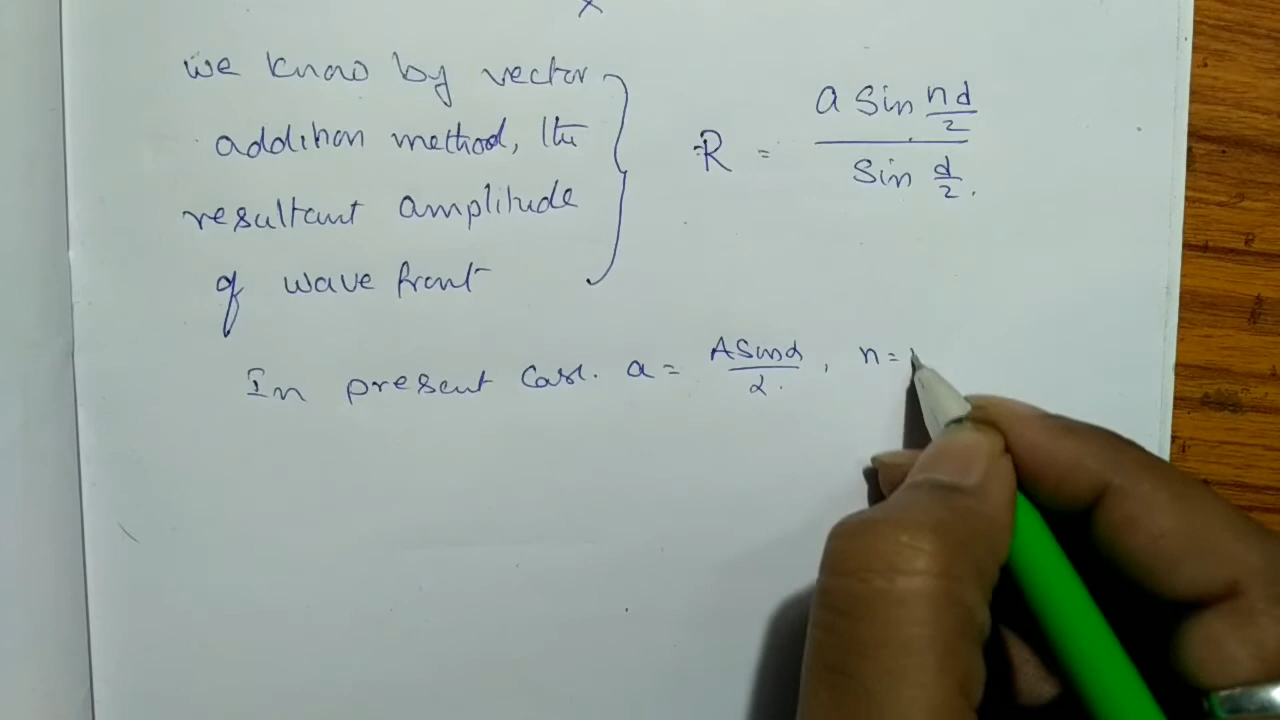 we know by vector
addition method, the
resultant amplitude
of wave front
R = a Sin nd/2 / Sin d/2.
In present Case. a = A Sin α / α. , n =